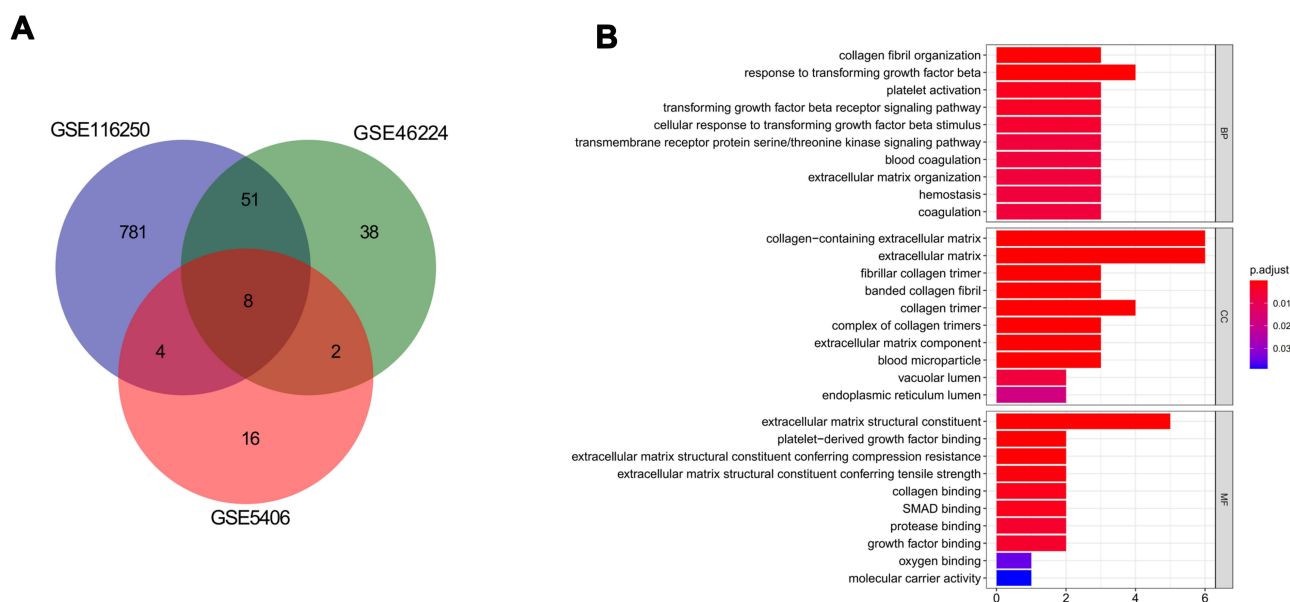 A
GSE116250
GSE46224
51
781
38
8
4
2
16
GSE5406
B
collagen fibril organization
response to transforming growth factor beta
platelet activation
transforming growth factor beta receptor signaling pathway
cellular response to transforming growth factor beta stimulus
transmembrane receptor protein serine/threonine kinase signaling pathway
blood coagulation
extracellular matrix organization
hemostasis
coagulation
BP
collagen−containing extracellular matrix
extracellular matrix
fibrillar collagen trimer
banded collagen fibril
collagen trimer
complex of collagen trimers
extracellular matrix component
blood microparticle
vacuolar lumen
endoplasmic reticulum lumen
CC
extracellular matrix structural constituent
platelet−derived growth factor binding
extracellular matrix structural constituent conferring compression resistance
extracellular matrix structural constituent conferring tensile strength
collagen binding
SMAD binding
protease binding
growth factor binding
oxygen binding
molecular carrier activity
MF
0 2 4 6
p.adjust
0.01
0.02
0.03